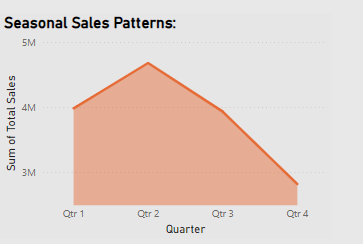 Seasonal Sales Patterns:
5M
4M
3M
Sum of Total Sales
Qtr 1 Qtr 2 Qtr 3 Qtr 4
Quarter